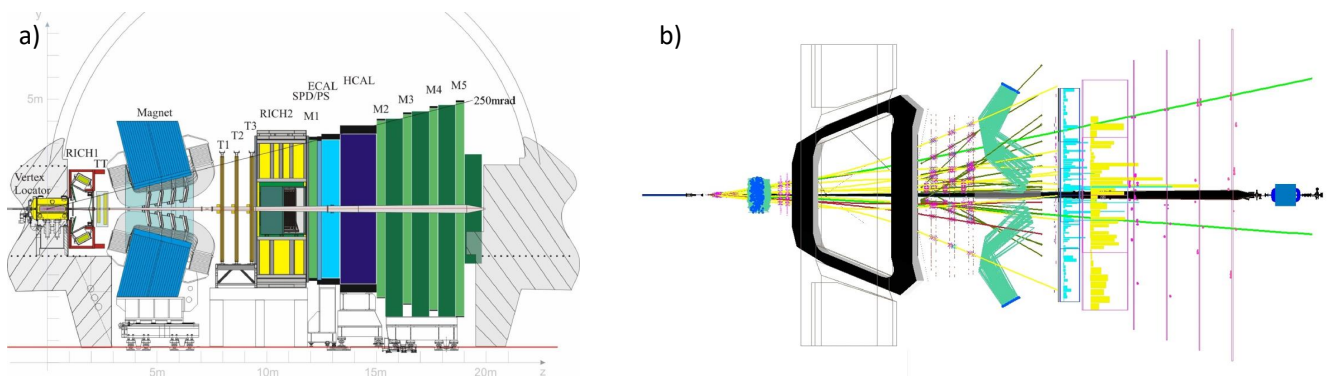 a)
y
5m
Magnet
RICH1
TT
Vertex
Locator
T1
T2
T3
RICH2
M1
SPD/PS
ECAL
HCAL
M2
M3
M4
M5
250mrad
5m
10m
15m
20m
z
b)